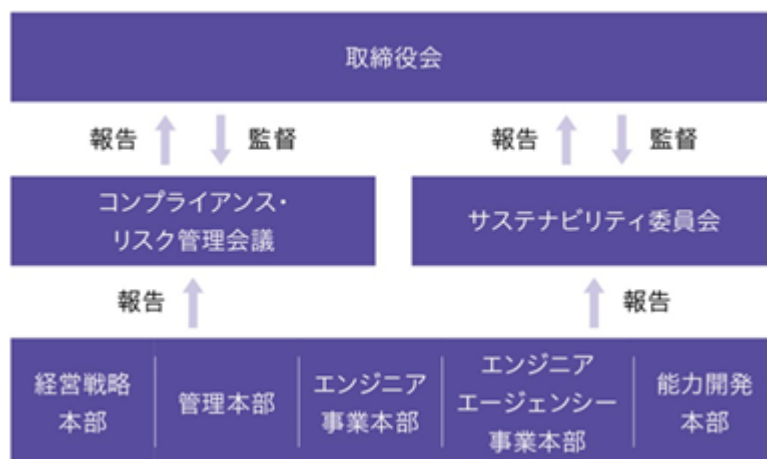 取締役会
報告
監督
報告
監督
コンプライアンス・
リスク管理会議
サステナビリティ委員会
報告
報告
経営戦略
本部
管理本部
エンジニア
事業本部
エンジニア
エージェンシー
事業本部
能力開発
本部